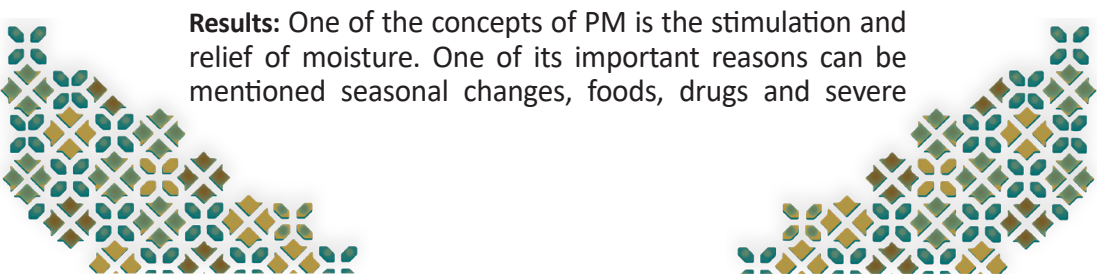 Results: One of the concepts of PM is the stimulation and
relief of moisture. One of its important reasons can be
mentioned seasonal changes, foods, drugs and severe